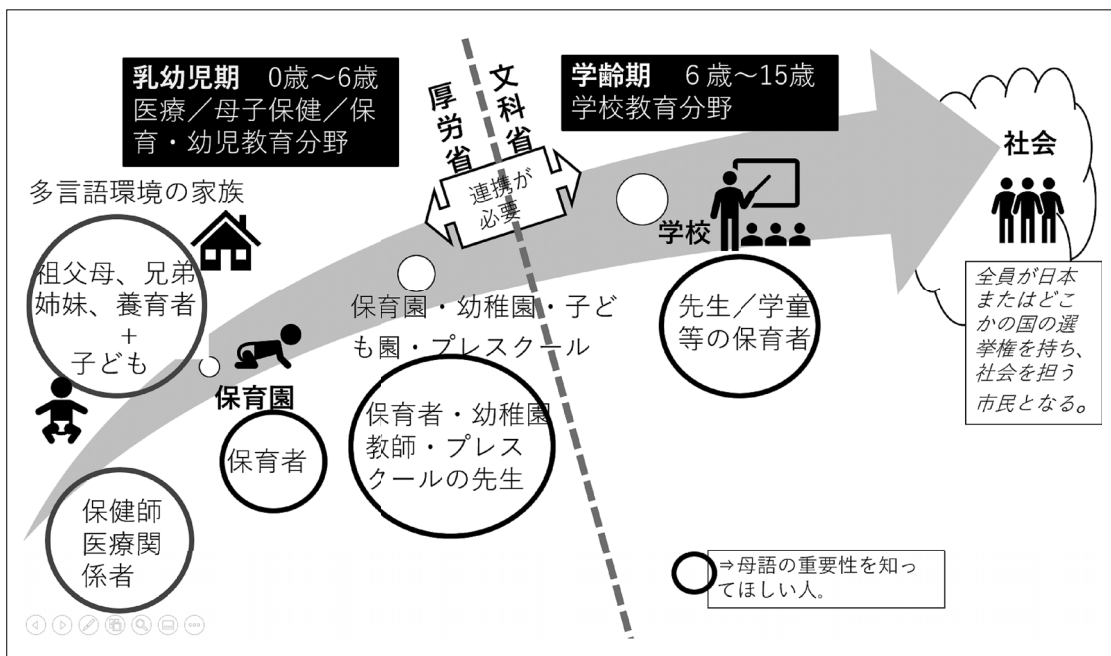 乳幼児期　0歳～6歳
医療／母子保健／保
育・幼児教育分野
厚労省
文科省
学齢期　６歳～15歳
学校教育分野
連携が
必要
社会
多言語環境の家族
祖父母、兄弟
姉妹、養育者
+
子ども
保育園
保育者
保健師
医療関
係者
保育園・幼稚園・子ど
も園・プレスクール
保育者・幼稚園
教師・プレス
クールの先生
学校
先生／学童
等の保育者
全員が日本
またはどこ
かの国の選
挙権を持ち、
社会を担う
市民となる。
⇒母語の重要性を知っ
てほしい人。